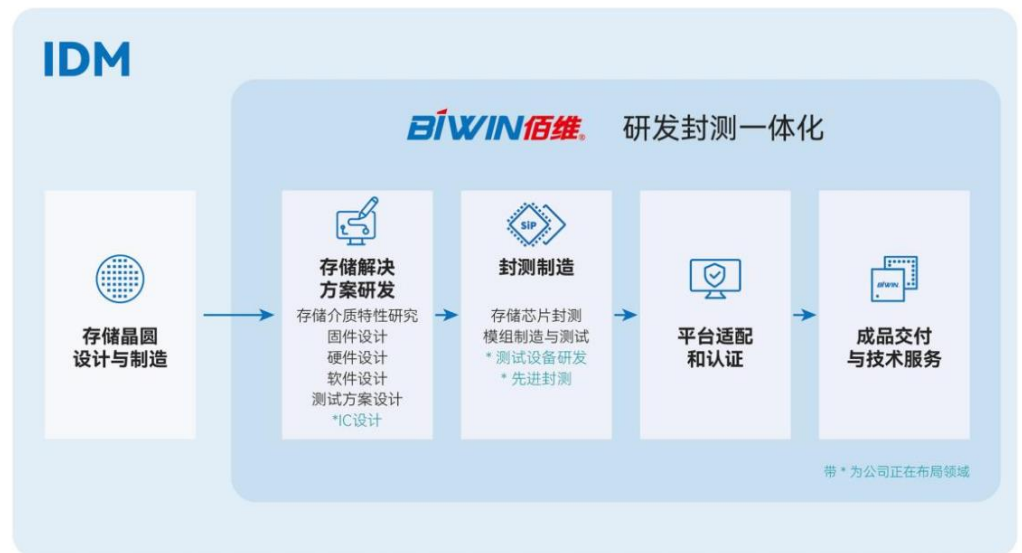 IDM
BIWIN佰维® 研发封测一体化
存储晶圆
设计与制造
存储解决
方案研发
存储介质特性研究
固件设计
硬件设计
软件设计
测试方案设计
*IC设计
SiP
封测制造
存储芯片封测
模组制造与测试
* 测试设备研发
* 先进封测
平台适配
和认证
BIWIN
成品交付
与技术服务
带 * 为公司正在布局领域